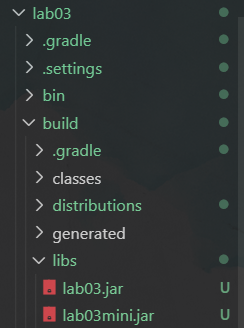 lab03
.gradle
.settings
bin
build
.gradle
classes
distributions
generated
libs
lab03.jar U
lab03mini.jar U